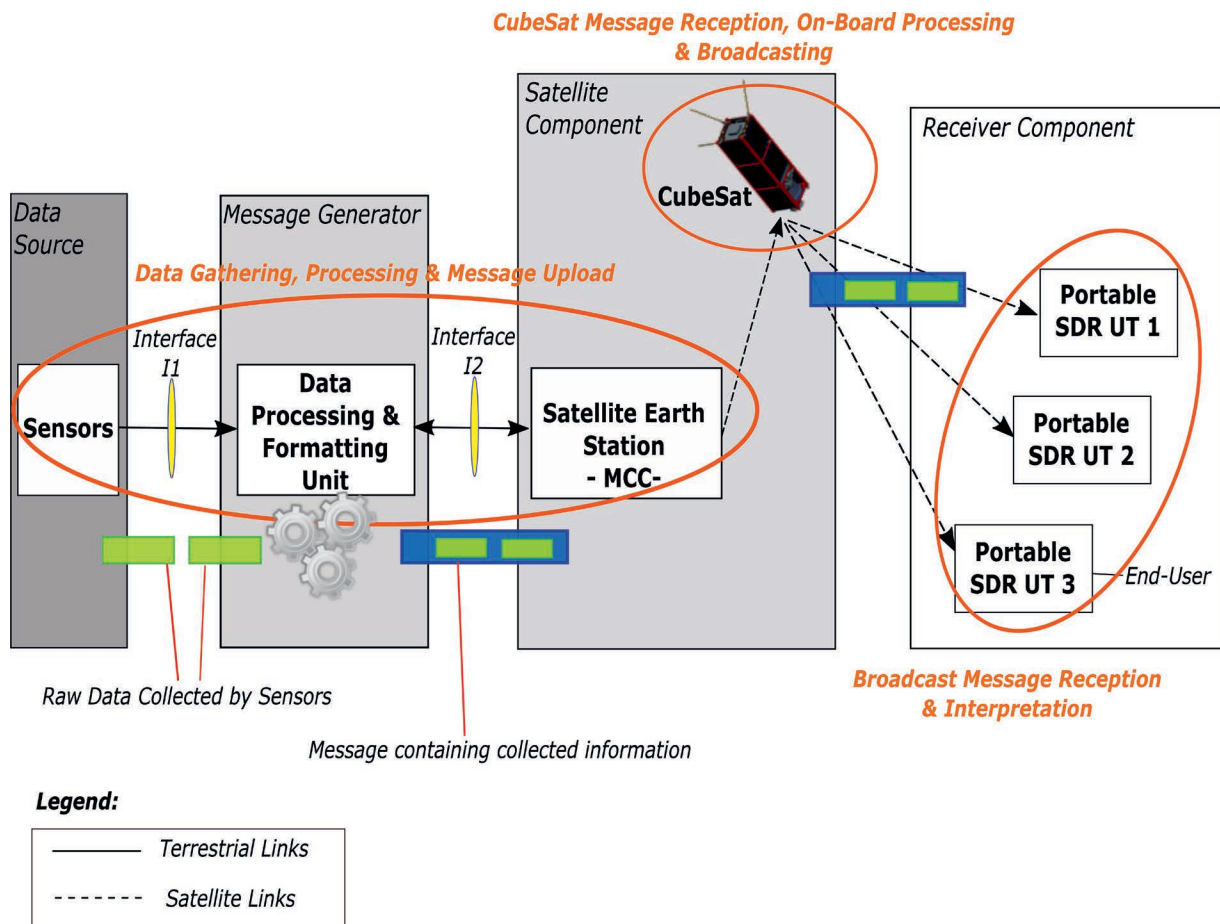 CubeSat Message Reception, On-Board Processing
& Broadcasting
Satellite
Component
Receiver Component
CubeSat
Data
Source
Message Generator
Data Gathering, Processing & Message Upload
Interface
I1
Interface
I2
Sensors
Data
Processing &
Formatting
Unit
Satellite Earth
Station
- MCC-
Portable
SDR UT 1
Portable
SDR UT 2
Portable
SDR UT 3
End-User
Raw Data Collected by Sensors
Message containing collected information
Broadcast Message Reception
& Interpretation
Legend:
Terrestrial Links
Satellite Links